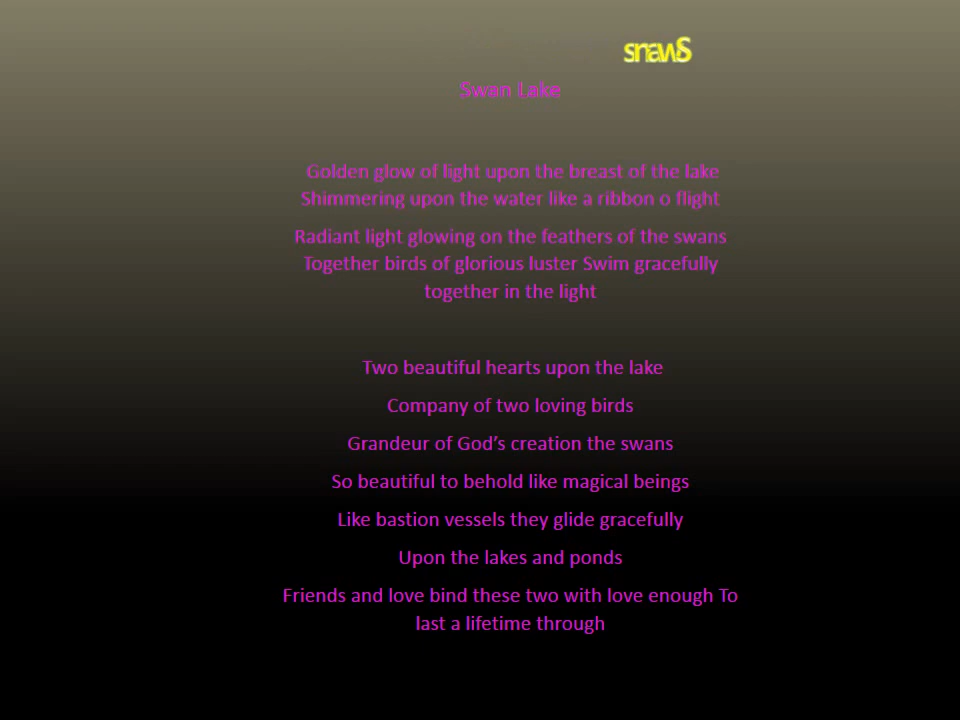 Swans
Swan Lake
Golden glow of light upon the breast of the lake
Shimmering upon the water like a ribbon o flight
Radiant light glowing on the feathers of the swans
Together birds of glorious luster Swim gracefully
together in the light
Two beautiful hearts upon the lake
Company of two loving birds
Grandeur of God’s creation the swans
So beautiful to behold like magical beings
Like bastion vessels they glide gracefully
Upon the lakes and ponds
Friends and love bind these two with love enough To
last a lifetime through